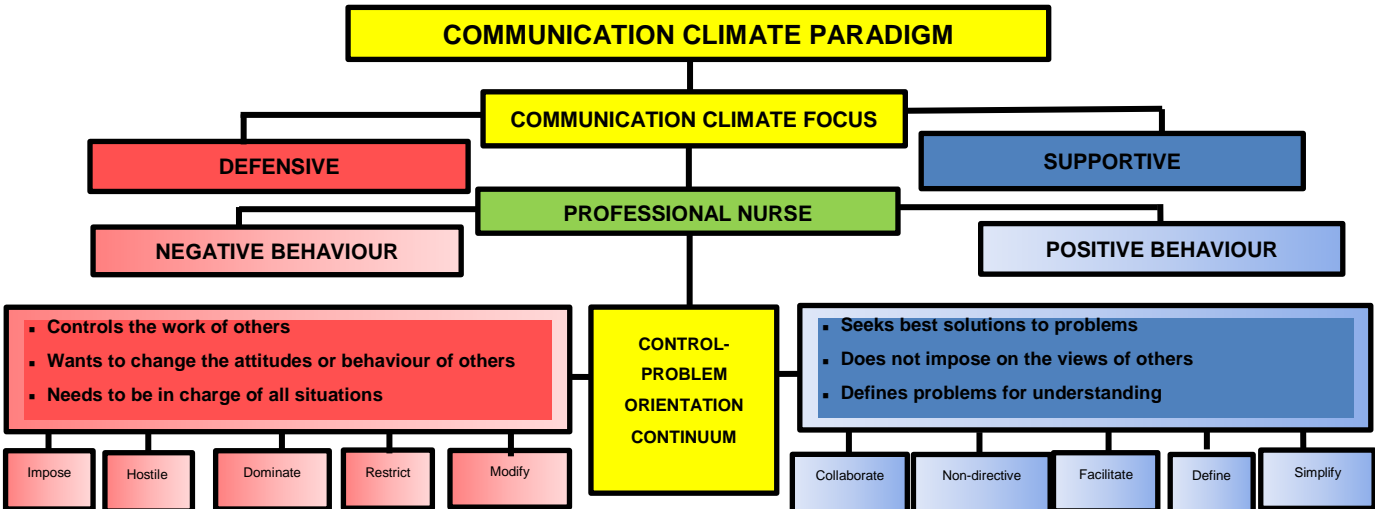 COMMUNICATION CLIMATE PARADIGM
COMMUNICATION CLIMATE FOCUS
DEFENSIVE
SUPPORTIVE
PROFESSIONAL NURSE
NEGATIVE BEHAVIOUR
POSITIVE BEHAVIOUR
▪ Controls the work of others
▪ Wants to change the attitudes or behaviour of others
▪ Needs to be in charge of all situations
CONTROL-
PROBLEM
ORIENTATION
CONTINUUM
▪ Seeks best solutions to problems
▪ Does not impose on the views of others
▪ Defines problems for understanding
Impose
Hostile
Dominate
Restrict
Modify
Collaborate
Non-directive
Facilitate
Define
Simplify